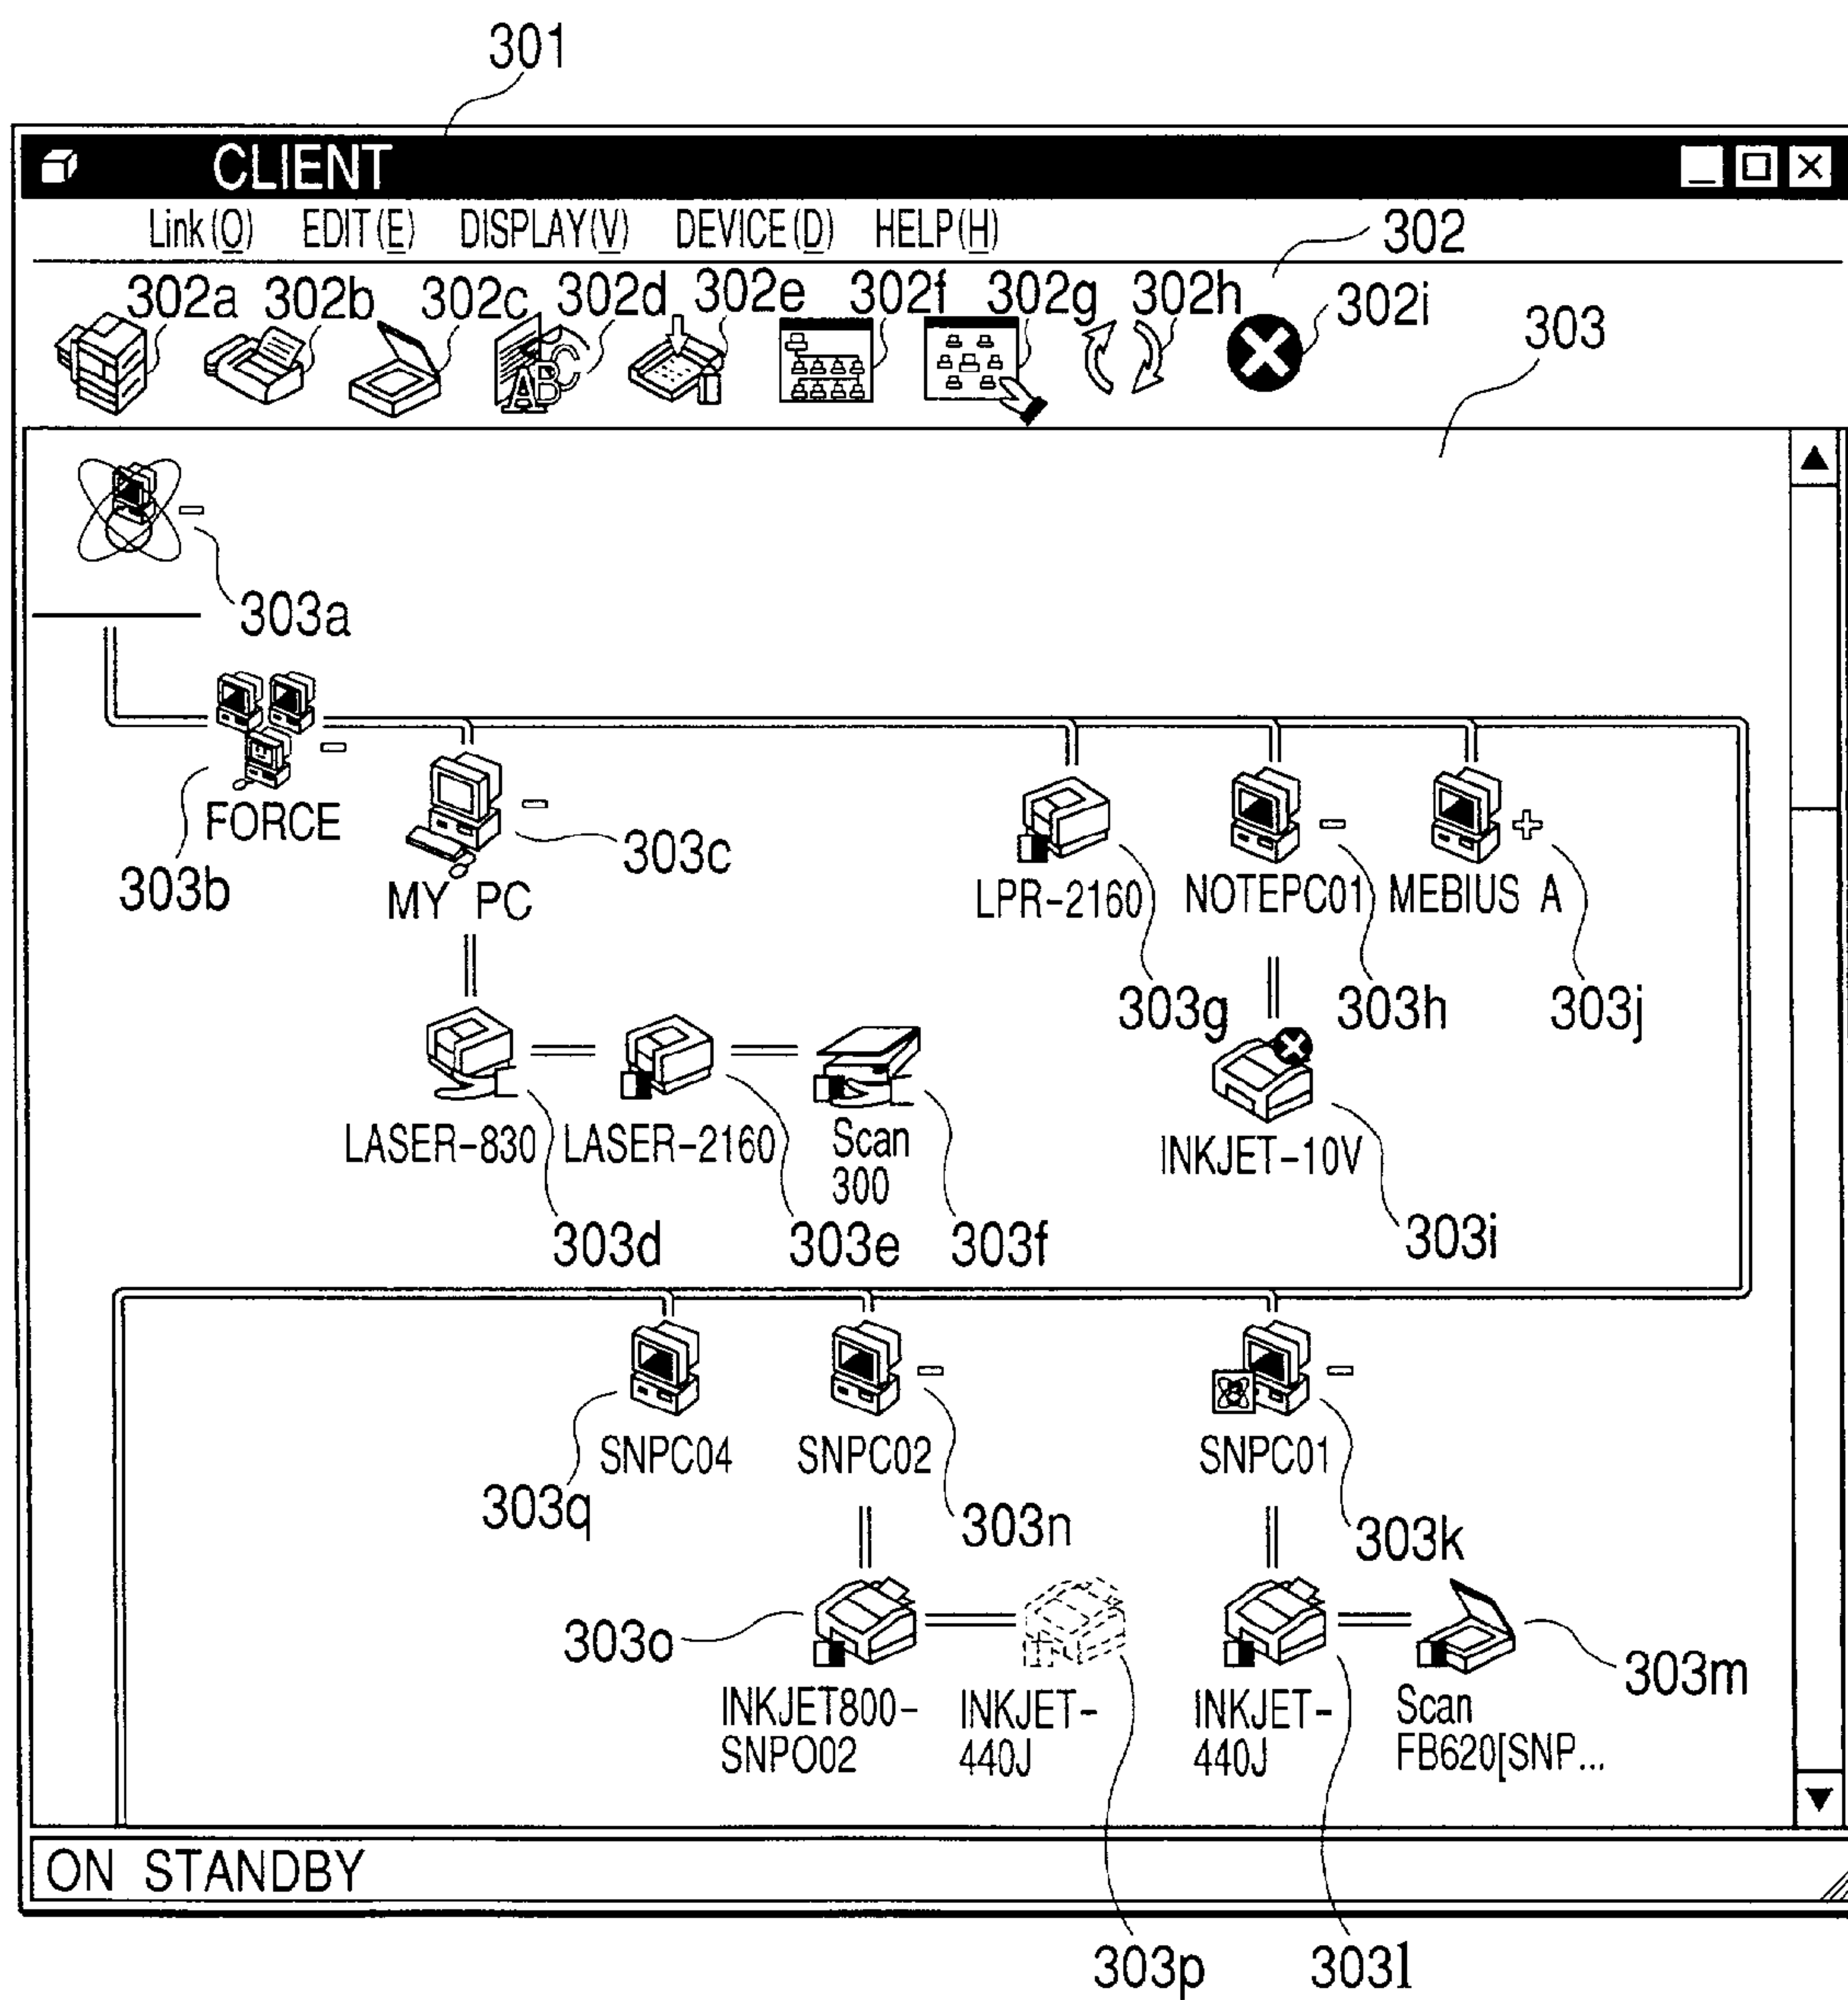 301
CLIENT
Link(O) EDIT(E) DISPLAY(V) DEVICE(D) HELP(H)
302
302a 302b 302c 302d 302e 302f 302g 302h 302i
303
303a
FORCE
303b
MY PC
303c
LPR-2160
NOTEPC01
MEBIUS A
303g
303h
303j
LASER-830
LASER-2160
Scan
300
INKJET-10V
303d
303e
303f
303i
SNPC04
SNPC02
SNPC01
303q
303n
303k
303o
303m
INKJET800-
SNPO02
INKJET-
440J
INKJET-
440J
Scan
FB620[SNP...
ON STANDBY
303p
303l